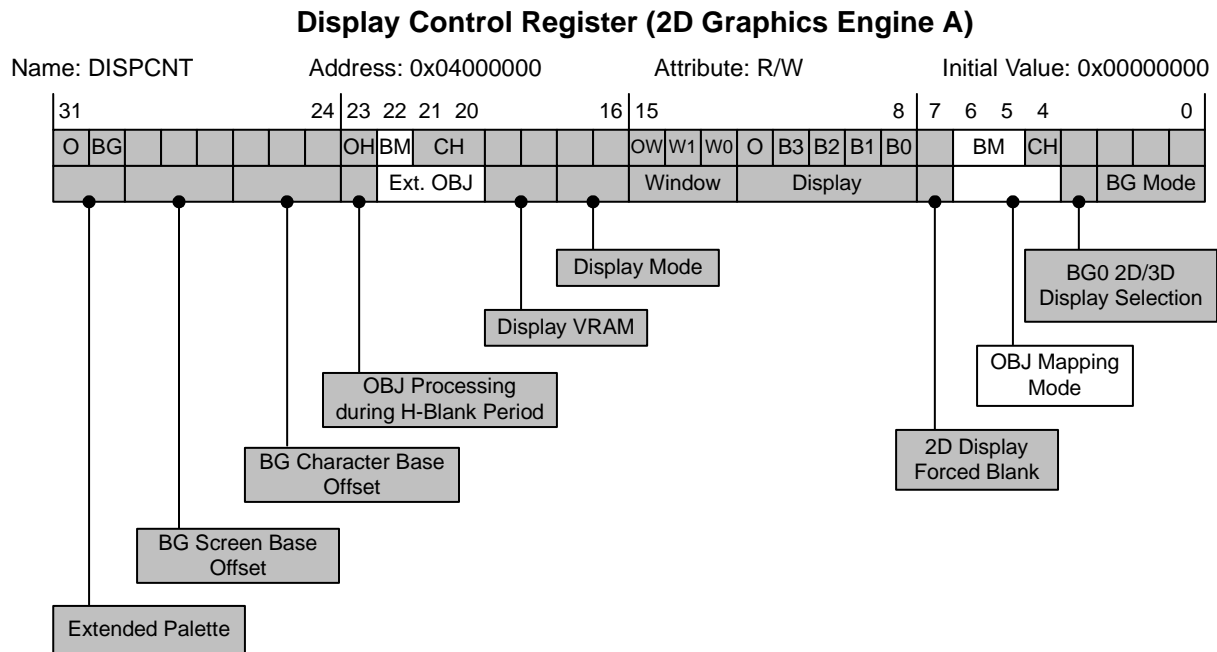 Display Control Register (2D Graphics Engine A)
Name: DISPCNT Address: 0x04000000 Attribute: R/W Initial Value: 0x00000000
31 24 23 22 21 20 16 15 8 7 6 5 4 0
O BG OH BM CH OW W1 W0 O B3 B2 B1 B0 BM CH
Ext. OBJ Window Display BG Mode
Display Mode
BG0 2D/3D
Display Selection
Display VRAM
OBJ Mapping
Mode
OBJ Processing
during H-Blank Period
2D Display
Forced Blank
BG Character Base
Offset
BG Screen Base
Offset
Extended Palette